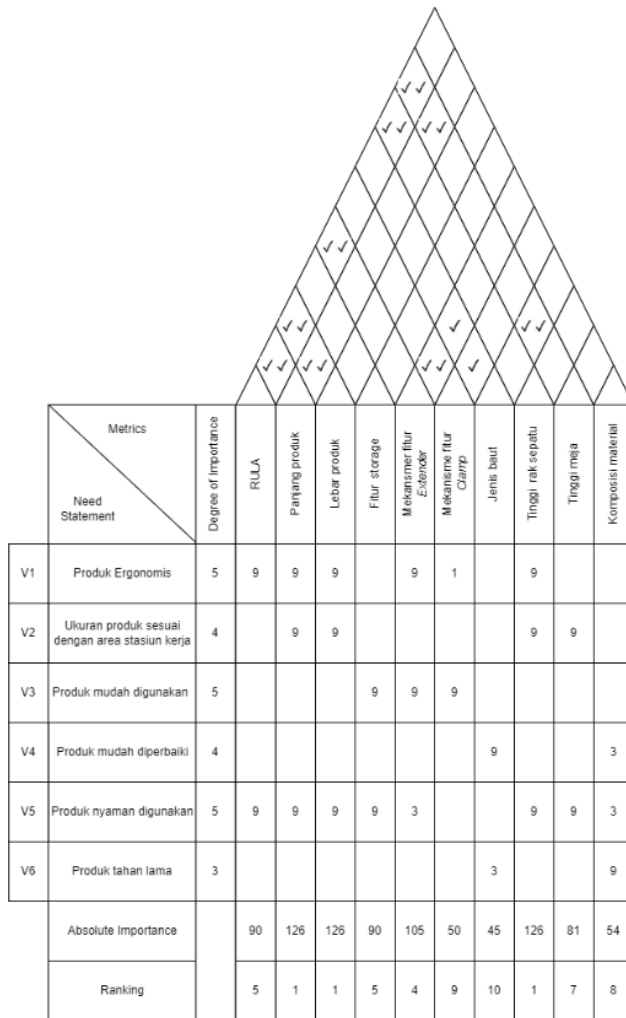 ✓✓
✓✓ ✓✓
✓✓
✓✓ ✓ ✓✓
✓✓ ✓✓ ✓✓ ✓
Metrics
Need
Statement
Degree of Importance
RULA
Panjang produk
Lebar produk
Fitur storage
Mekansmer fitur
Extender
Mekanisme fitur
Clamp
Jenis baut
Tinggi rak sepatu
Tinggi meja
Komposisi material
V1 Produk Ergonomis 5 9 9 9 9 1 9
V2 Ukuran produk sesuai
dengan area stasiun kerja 4 9 9 9 9
V3 Produk mudah digunakan 5 9 9 9
V4 Produk mudah diperbaiki 4 9 3
V5 Produk nyaman digunakan 5 9 9 9 9 3 9 9 3
V6 Produk tahan lama 3 3 9
Absolute Importance 90 126 126 90 105 50 45 126 81 54
Ranking 5 1 1 5 4 9 10 1 7 8